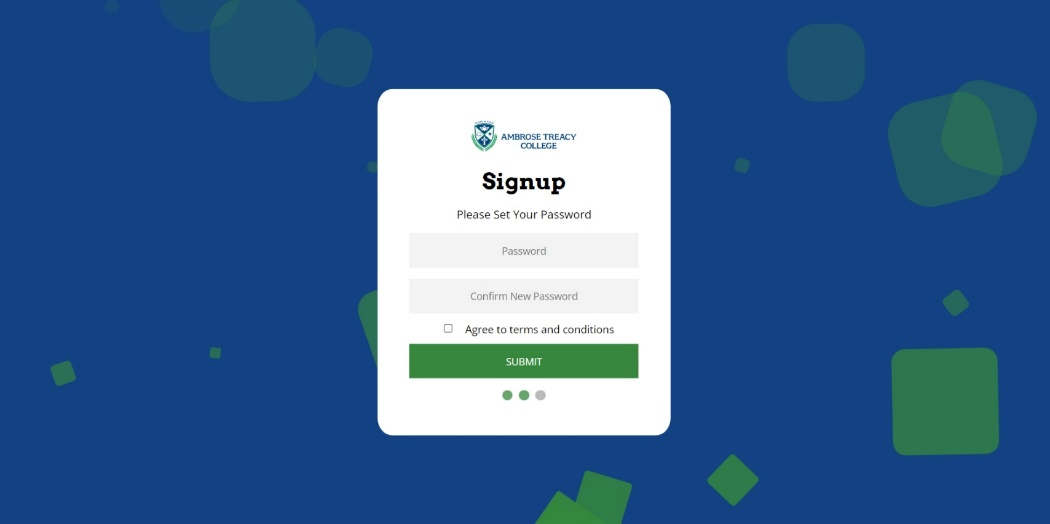 AMBROSE TREACY
COLLEGE
Signup
Please Set Your Password
Password
Confirm New Password
Agree to terms and conditions
SUBMIT